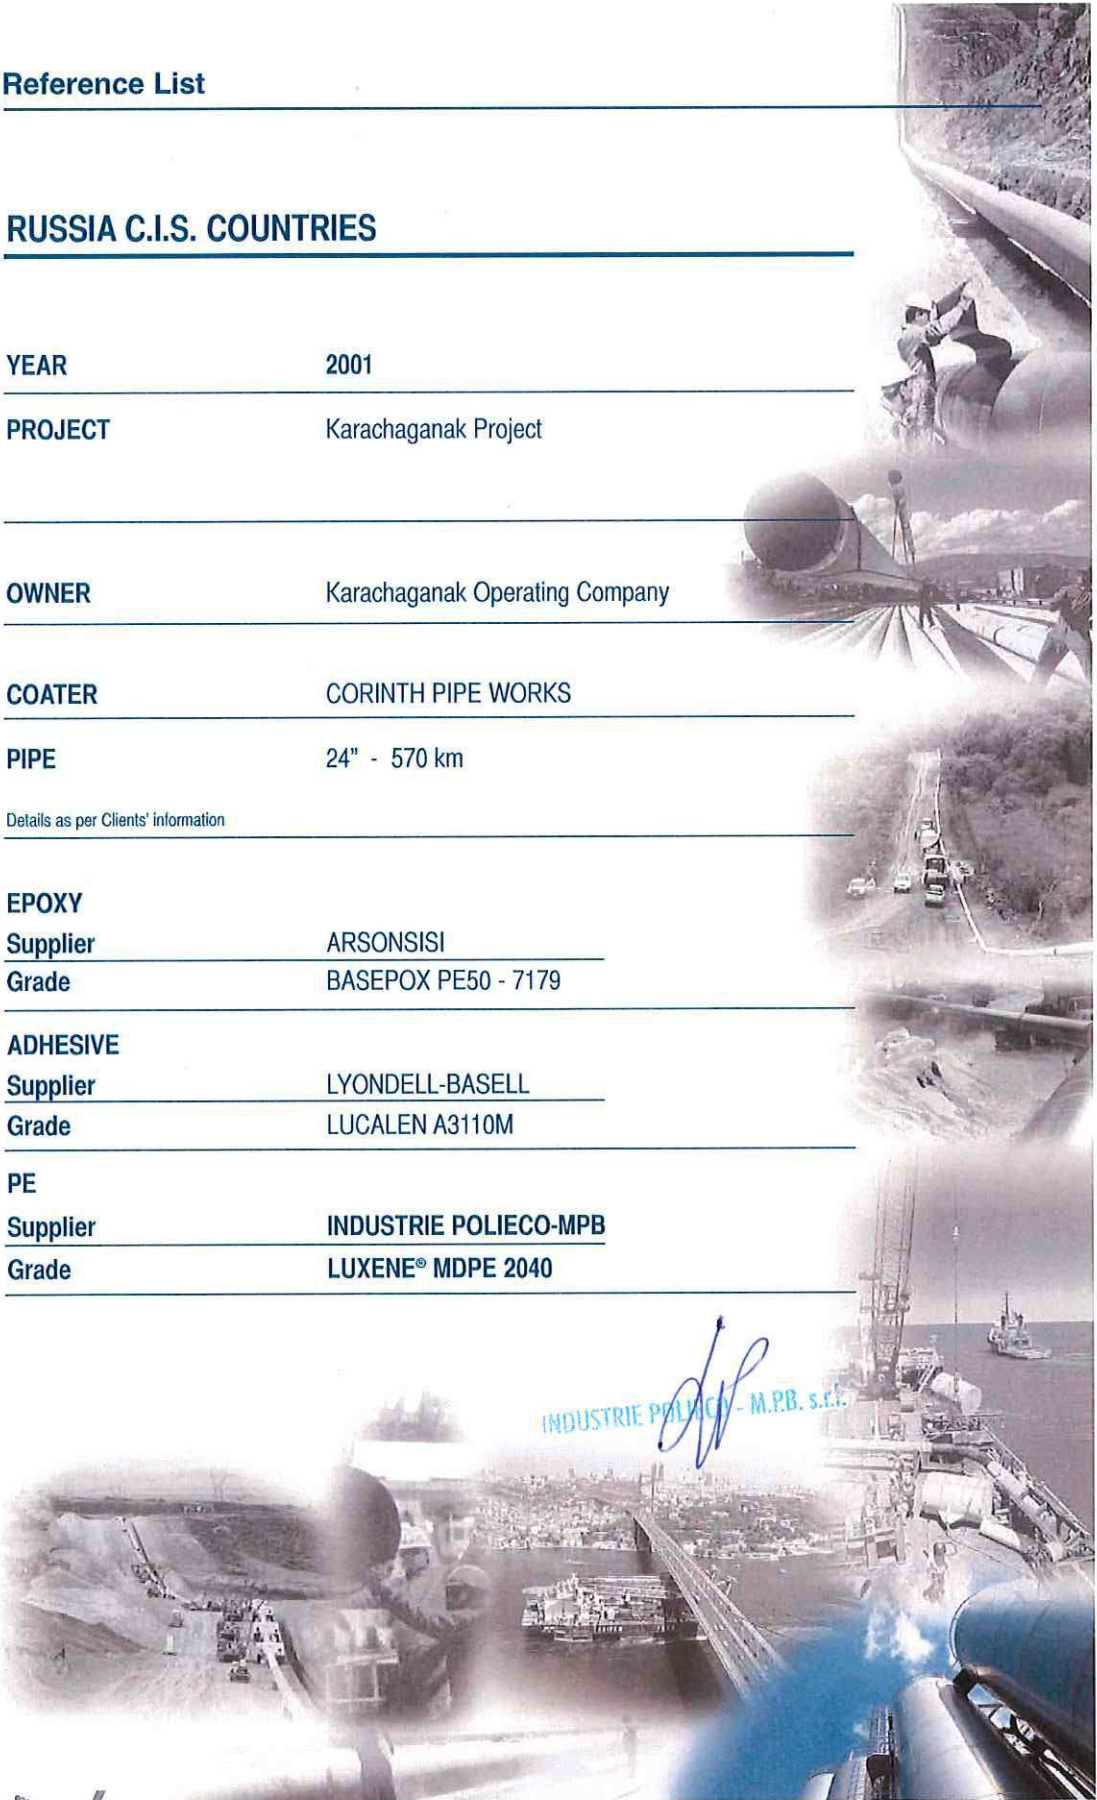 Reference List
RUSSIA C.I.S. COUNTRIES
YEAR 2001
PROJECT Karachaganak Project
OWNER Karachaganak Operating Company
COATER CORINTH PIPE WORKS
PIPE 24" - 570 km
Details as per Clients' information
EPOXY
Supplier ARSONSISI
Grade BASEPOX PE50 - 7179
ADHESIVE
Supplier LYONDELL-BASELL
Grade LUCALEN A3110M
PE
Supplier INDUSTRIE POLIECO-MPB
Grade LUXENE® MDPE 2040
INDUSTRIE POLIECO - M.P.B. s.r.l.